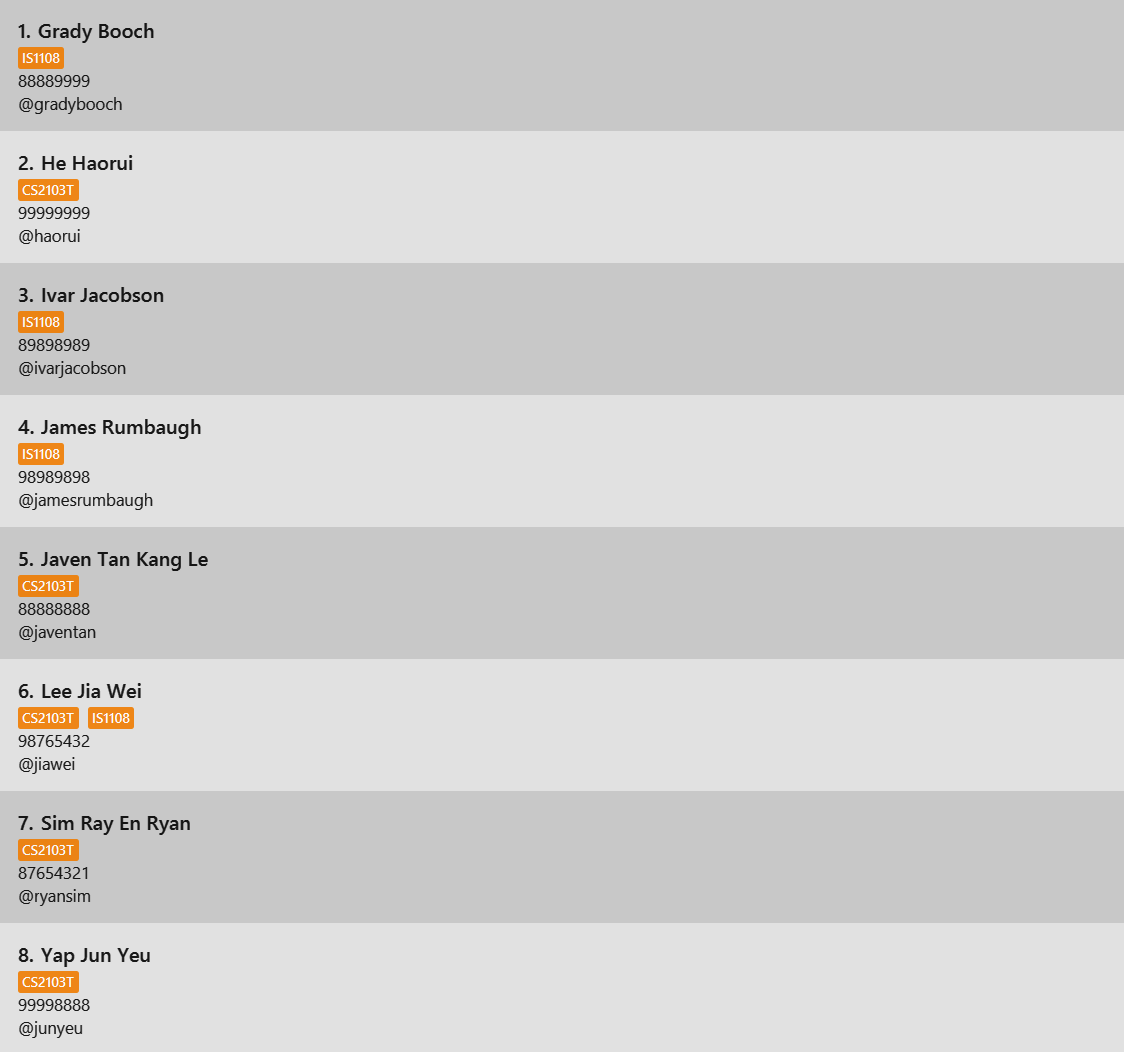 1. Grady Booch
IS1108
88889999
@gradybooch
2. He Haorui
CS2103T
99999999
@haorui
3. Ivar Jacobson
IS1108
89898989
@ivarjacobson
4. James Rumbaugh
IS1108
98989898
@jamesrumbaugh
5. Javen Tan Kang Le
CS2103T
88888888
@javentan
6. Lee Jia Wei
CS2103T IS1108
98765432
@jiawei
7. Sim Ray En Ryan
CS2103T
87654321
@ryansim
8. Yap Jun Yeu
CS2103T
99998888
@junyeu